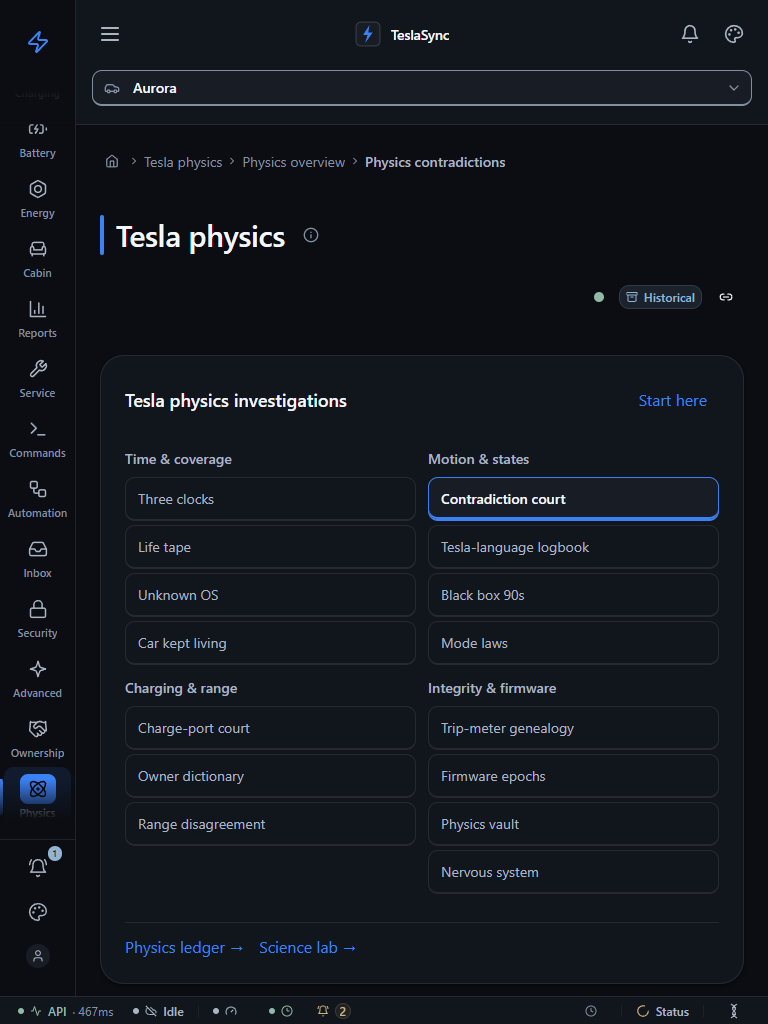 TeslaSync
Aurora
Charging
Battery
Energy
Cabin
Reports
Service
Commands
Automation
Inbox
Security
Advanced
Ownership
Physics
1
Tesla physics
Physics overview
Physics contradictions
Tesla physics
Historical
Tesla physics investigations
Start here
Time & coverage
Three clocks
Life tape
Unknown OS
Car kept living
Motion & states
Contradiction court
Tesla-language logbook
Black box 90s
Mode laws
Charging & range
Charge-port court
Owner dictionary
Range disagreement
Integrity & firmware
Trip-meter genealogy
Firmware epochs
Physics vault
Nervous system
Physics ledger →
Science lab →
API · 467ms
Idle
2
Status